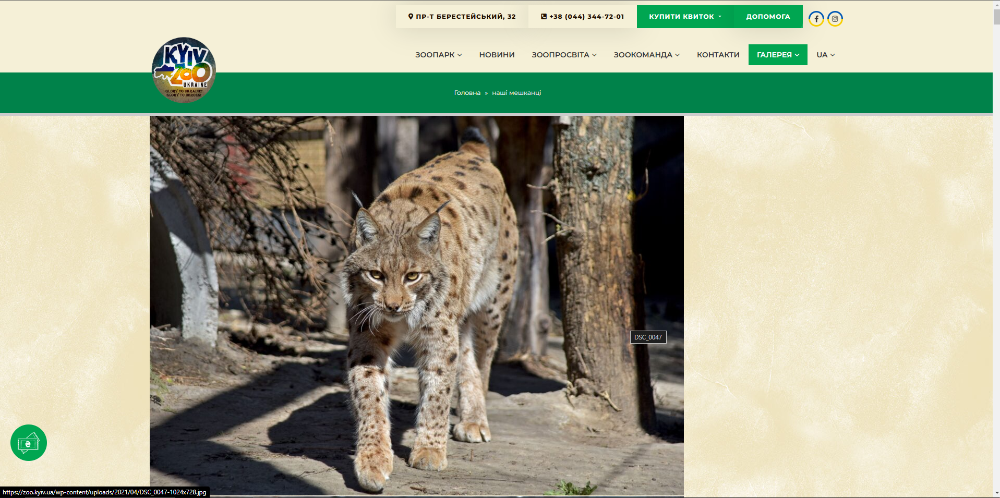 ПР-Т БЕРЕСТЕЙСЬКИЙ, 32
+38 (044) 344-72-01
КУПИТИ КВИТОК
ДОПОМОГА
KYIV
ZOO
UKRAINE
GLORY TO UKRAINE!
GLORY TO HEROES!
ЗООПАРК
НОВИНИ
ЗООПРОСВІТА
ЗООКОМАНДА
КОНТАКТИ
ГАЛЕРЕЯ
UA
Головна » наші мешканці
DSC_0047
₴
https://zoo.kyiv.ua/wp-content/uploads/2021/04/DSC_0047-1024x728.jpg